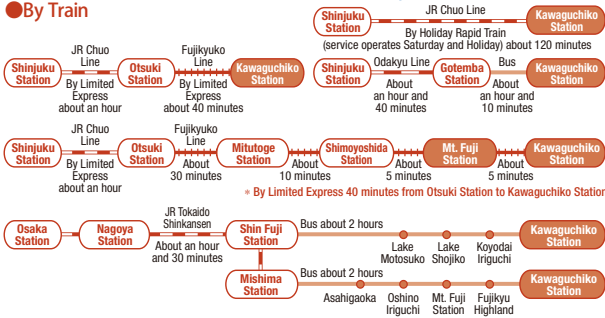 ●By Train
Shinjuku
Station
JR Chuo Line
By Holiday Rapid Train
(service operates Saturday and Holiday) about 120 minutes
Kawaguchiko
Station
Shinjuku
Station
JR Chuo
Line
By Limited
Express
about an hour
Otsuki
Station
Fujikyuko
Line
By Limited
Express
about 40 minutes
Kawaguchiko
Station
Shinjuku
Station
Odakyu Line
About
an hour and
40 minutes
Gotemba
Station
Bus
About
an hour and
10 minutes
Kawaguchiko
Station
Shinjuku
Station
JR Chuo
Line
By Limited
Express
about an hour
Otsuki
Station
Fujikyuko
Line
About
30 minutes
Mitutoge
Station
About
10 minutes
Shimoyoshida
Station
About
5 minutes
Mt. Fuji
Station
About
5 minutes
Kawaguchiko
Station
* By Limited Express 40 minutes from Otsuki Station to Kawaguchiko Station
Osaka
Station
Nagoya
Station
JR Tokaido
Shinkansen
About an hour
and 30 minutes
Shin Fuji
Station
Bus about 2 hours
Lake
Motosuko
Lake
Shojiko
Koyodai
Iriguchi
Kawaguchiko
Station
Mishima
Station
Bus about 2 hours
Asahigaoka
Oshino
Iriguchi
Mt. Fuji
Station
Fujikyu
Highland
Kawaguchiko
Station